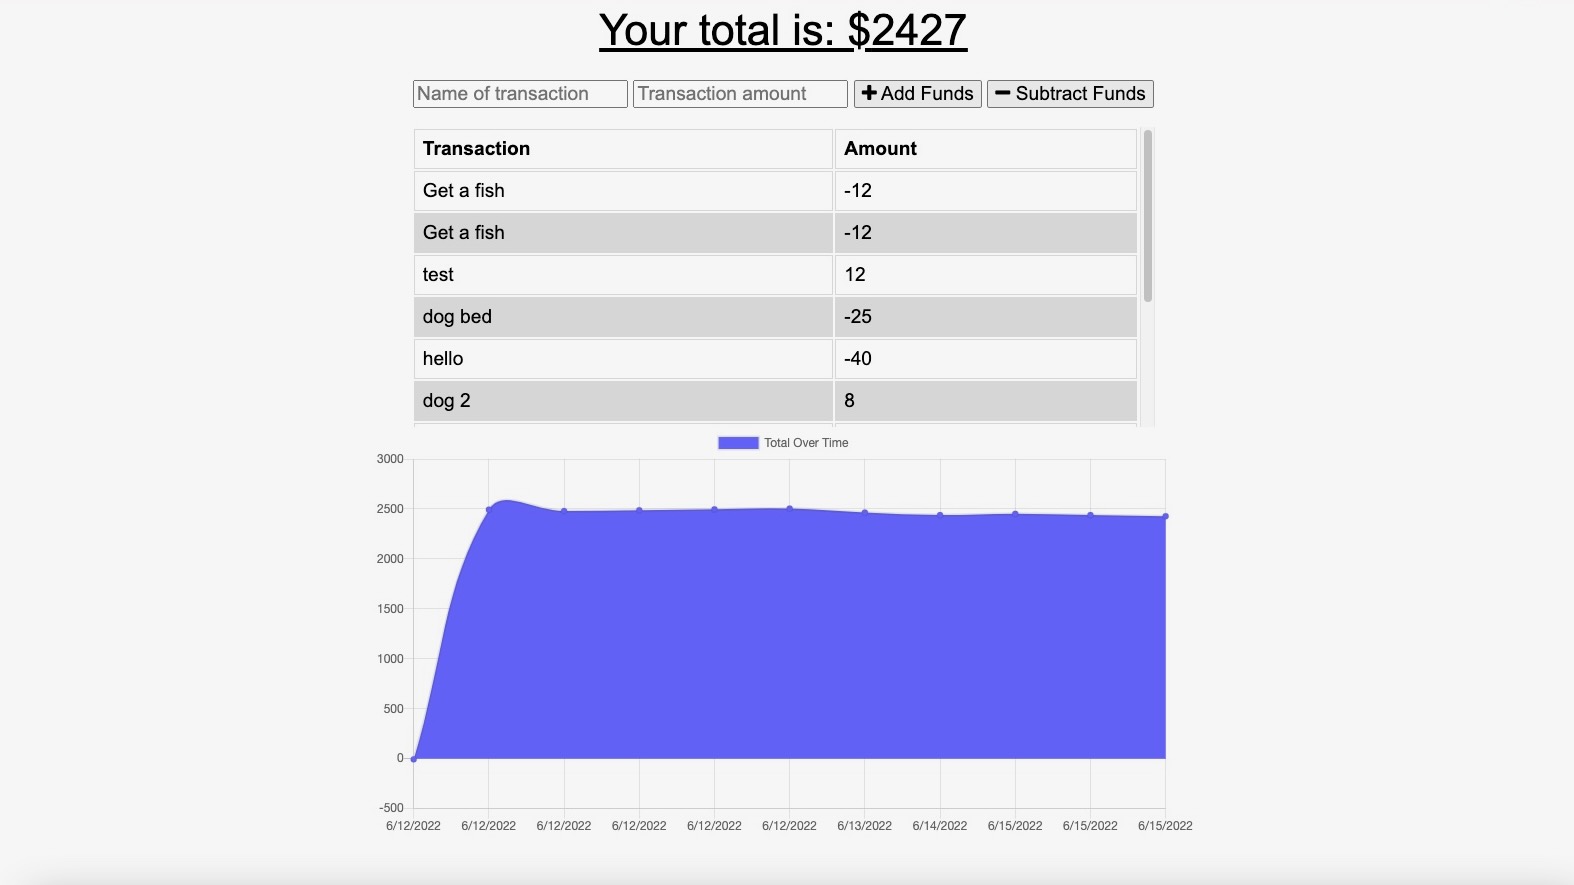 Your total is: $2427
Name of transaction Transaction amount Add Funds Subtract Funds
Transaction Amount
Get a fish -12
Get a fish -12
test 12
dog bed -25
hello -40
dog 2 8
Total Over Time
3000
2500
2000
1500
1000
500
0
-500
6/12/2022 6/12/2022 6/12/2022 6/12/2022 6/12/2022 6/12/2022 6/13/2022 6/14/2022 6/15/2022 6/15/2022 6/15/2022